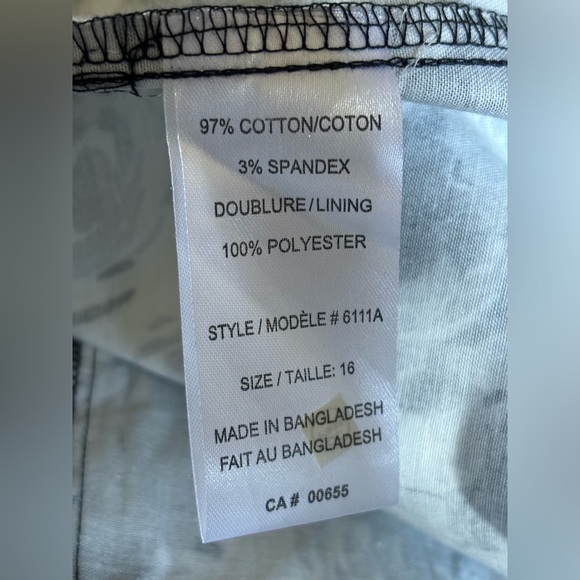 97% COTTON/COTON
3% SPANDEX
DOUBLURE/LINING
100% POLYESTER
STYLE / MODÈLE # 6111A
SIZE / TAILLE: 16
MADE IN BANGLADESH
FAIT AU BANGLADESH
CA# 00655